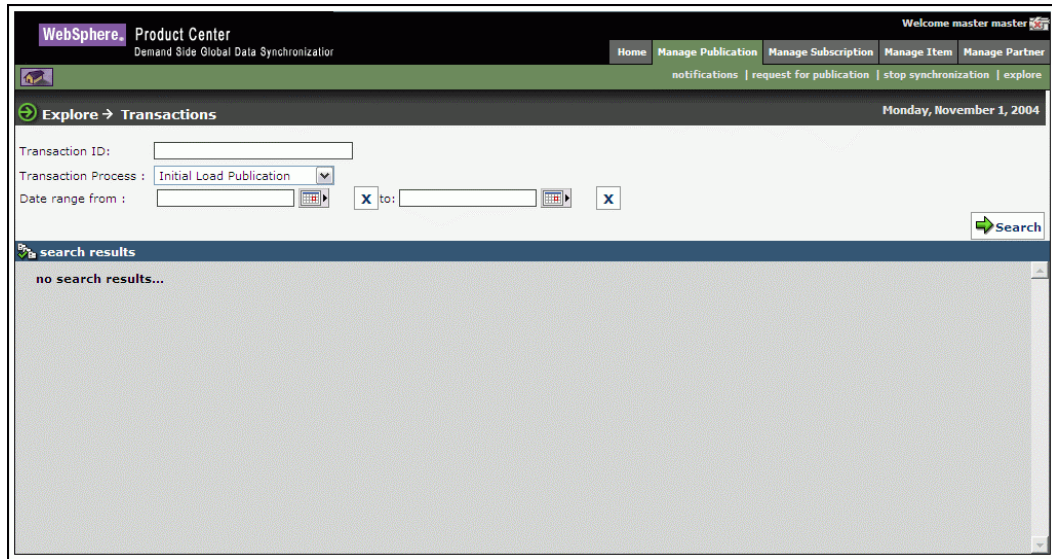 Welcome master master
WebSphere. Product Center
Demand Side Global Data Synchronization
Home Manage Publication Manage Subscription Manage Item Manage Partner
notifications | request for publication | stop synchronization | explore
Explore → Transactions Monday, November 1, 2004
Transaction ID:
Transaction Process : Initial Load Publication
Date range from : X to: X
Search
search results
no search results...